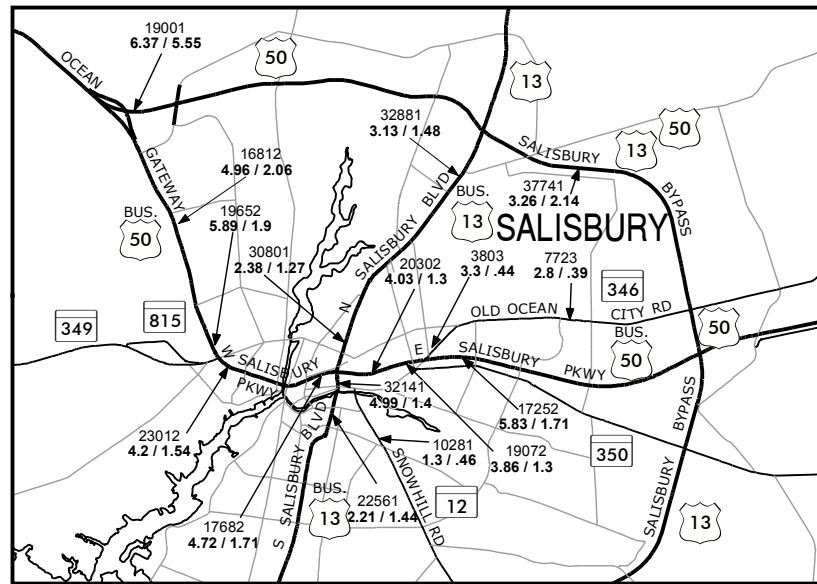 19001
6.37 / 5.55
OCEAN
50
13
32881
3.13 / 1.48
SALISBURY
13
50
GATEWAY
16812
4.96 / 2.06
BUS.
50
19652
5.89 / 1.9
N SALISBURY BLVD
BUS.
13
37741
3.26 / 2.14
BYPASS
SALISBURY
30801
2.38 / 1.27
20302
4.03 / 1.3
3803
3.3 / .44
7723
2.8 / .39
346
349
815
OLD OCEAN CITY RD
BUS.
50
50
W SALISBURY PKWY
E SALISBURY PKWY
32141
4.99 / 1.4
17252
5.83 / 1.71
BYPASS
23012
4.2 / 1.54
10281
1.3 / .46
19072
3.86 / 1.3
350
S SALISBURY BLVD
SNOWHILL RD
BUS.
13
22561
2.21 / 1.44
12
17682
4.72 / 1.71
SALISBURY
13